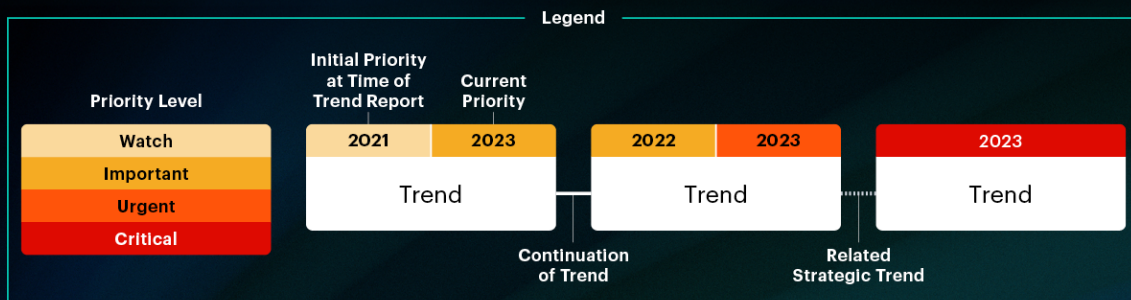 Legend
Priority Level
Watch
Important
Urgent
Critical
Initial Priority
at Time of
Trend Report
Current
Priority
2021
2023
Trend
Continuation
of Trend
2022
2023
Trend
Related
Strategic Trend
2023
Trend